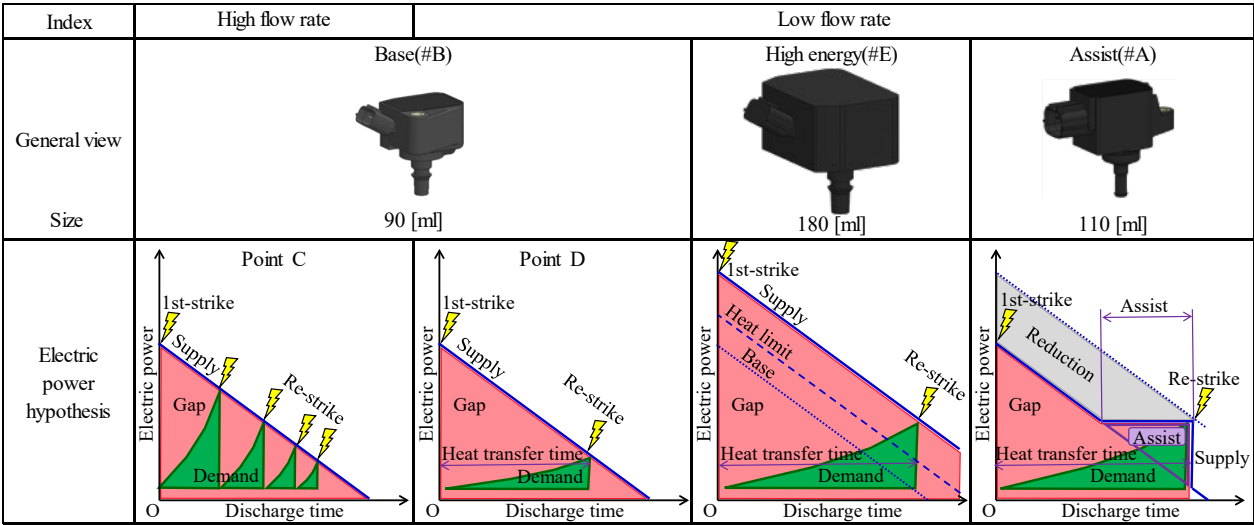 Index
High flow rate
Low flow rate
General view
Size
Base(#B)
90 [ml]
High energy(#E)
180 [ml]
Assist(#A)
110 [ml]
Electric
power
hypothesis
Point C
1st-strike
Supply
Re-strike
Gap
Demand
Electric power
O
Discharge time
Point D
1st-strike
Supply
Re-strike
Gap
Heat transfer time
Demand
Electric power
O
Discharge time
1st-strike
Supply
Heat limit
Base
Re-strike
Gap
Heat transfer time
Demand
Electric power
O
Discharge time
1st-strike
Assist
Reduction
Re-strike
Gap
Assist
Heat transfer time
Supply
Demand
Electric power
O
Discharge time